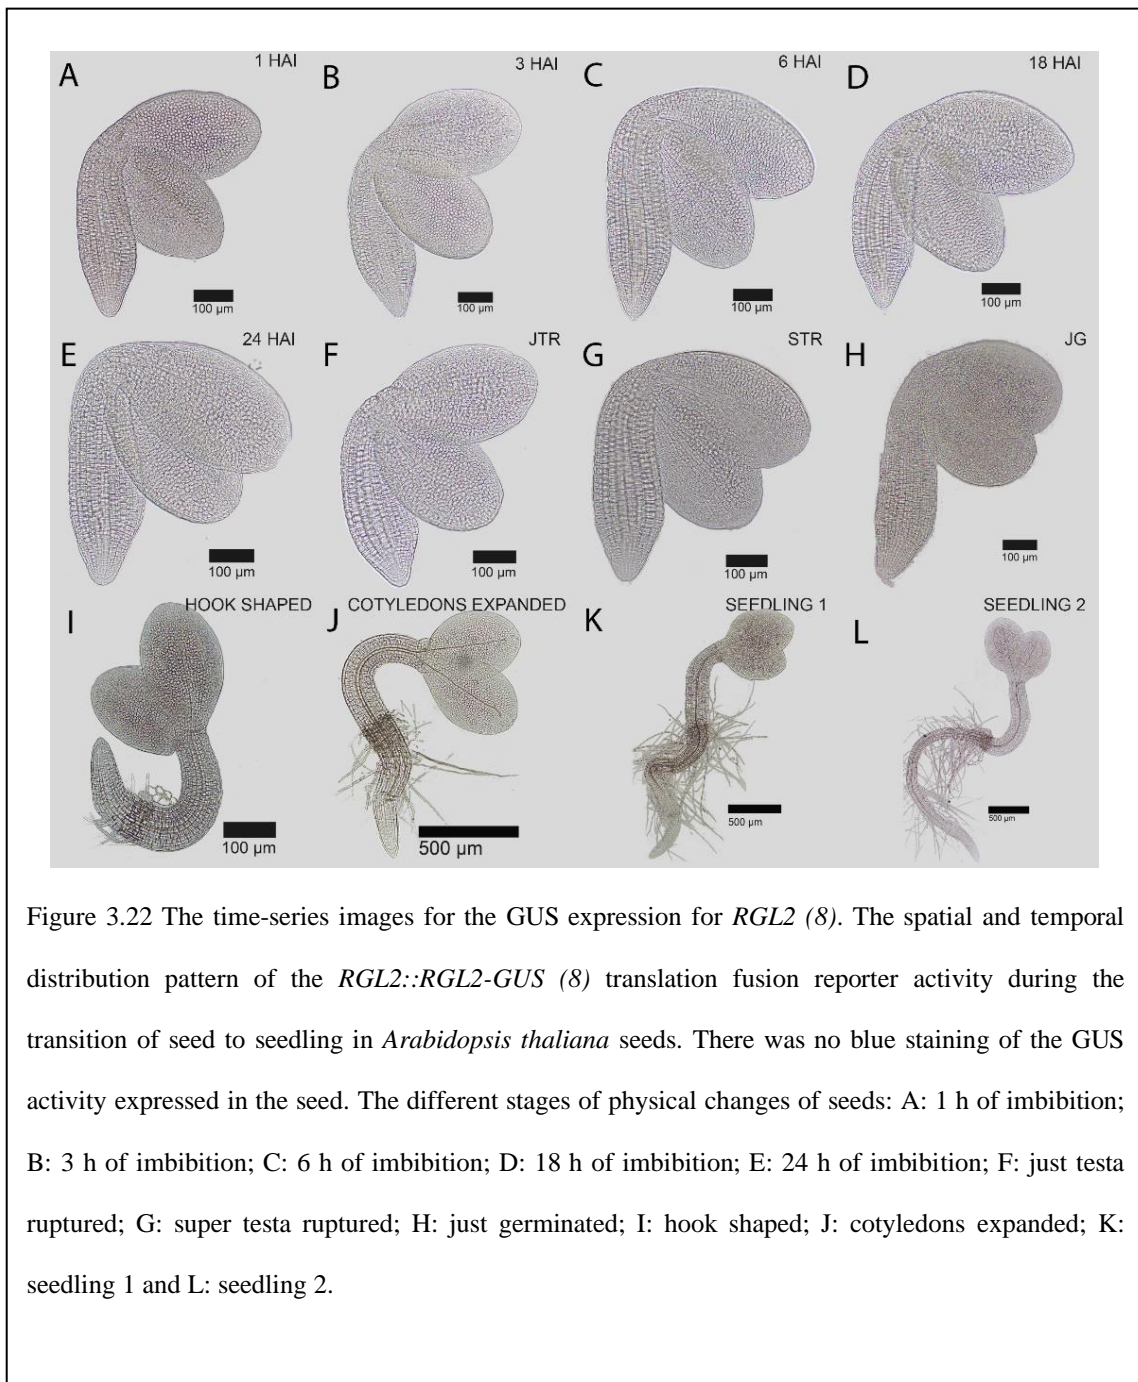 A 1 HAI B 3 HAI C 6 HAI D 18 HAI
100 µm 100 µm 100 µm 100 µm
E 24 HAI F JTR G STR H JG
100 µm 100 µm 100 µm 100 µm
I HOOK SHAPED J COTYLEDONS EXPANDED K SEEDLING 1 L SEEDLING 2
100 µm 500 µm 500 µm 500 µm
Figure 3.22 The time-series images for the GUS expression for RGL2 (8). The spatial and temporal
distribution pattern of the RGL2::RGL2-GUS (8) translation fusion reporter activity during the
transition of seed to seedling in Arabidopsis thaliana seeds. There was no blue staining of the GUS
activity expressed in the seed. The different stages of physical changes of seeds: A: 1 h of imbibition;
B: 3 h of imbibition; C: 6 h of imbibition; D: 18 h of imbibition; E: 24 h of imbibition; F: just testa
ruptured; G: super testa ruptured; H: just germinated; I: hook shaped; J: cotyledons expanded; K:
seedling 1 and L: seedling 2.